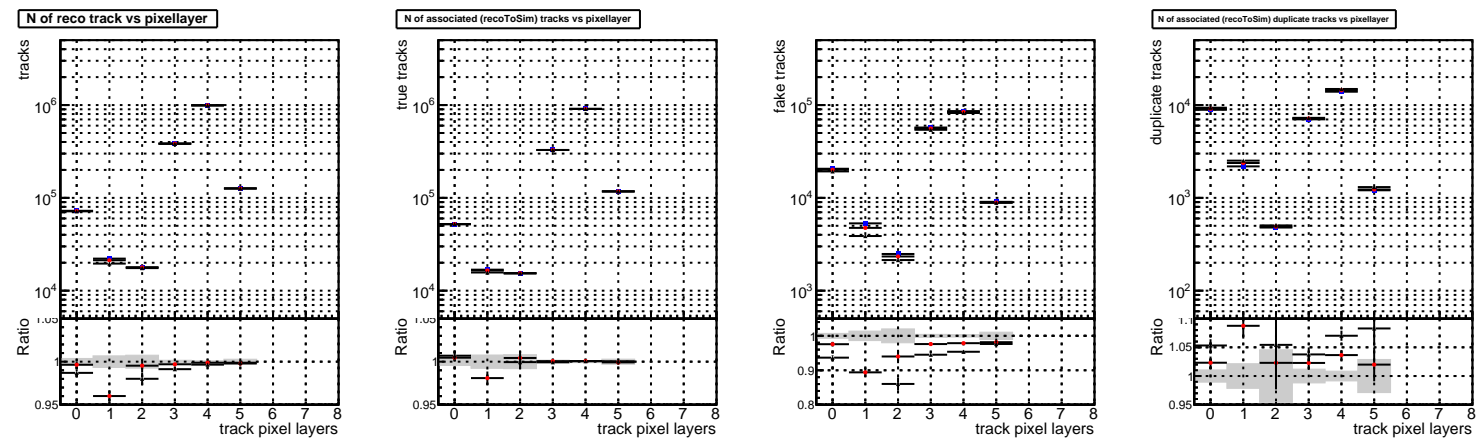 N of reco track vs pixellayer
tracks
10^6
10^5
10^4
Ratio
1.05
1
0.95
0 1 2 3 4 5 6 7 8
track pixel layers
N of associated (recoToSim) tracks vs pixellayer
true tracks
10^6
10^5
10^4
Ratio
1.05
1
0.95
0 1 2 3 4 5 6 7 8
track pixel layers
fake tracks
10^5
10^4
10^3
Ratio
1
0.9
0.8
0 1 2 3 4 5 6 7 8
track pixel layers
N of associated (recoToSim) duplicate tracks vs pixellayer
duplicate tracks
10^4
10^3
10^2
Ratio
1.1
1.05
1
0.95
0 1 2 3 4 5 6 7 8
track pixel layers